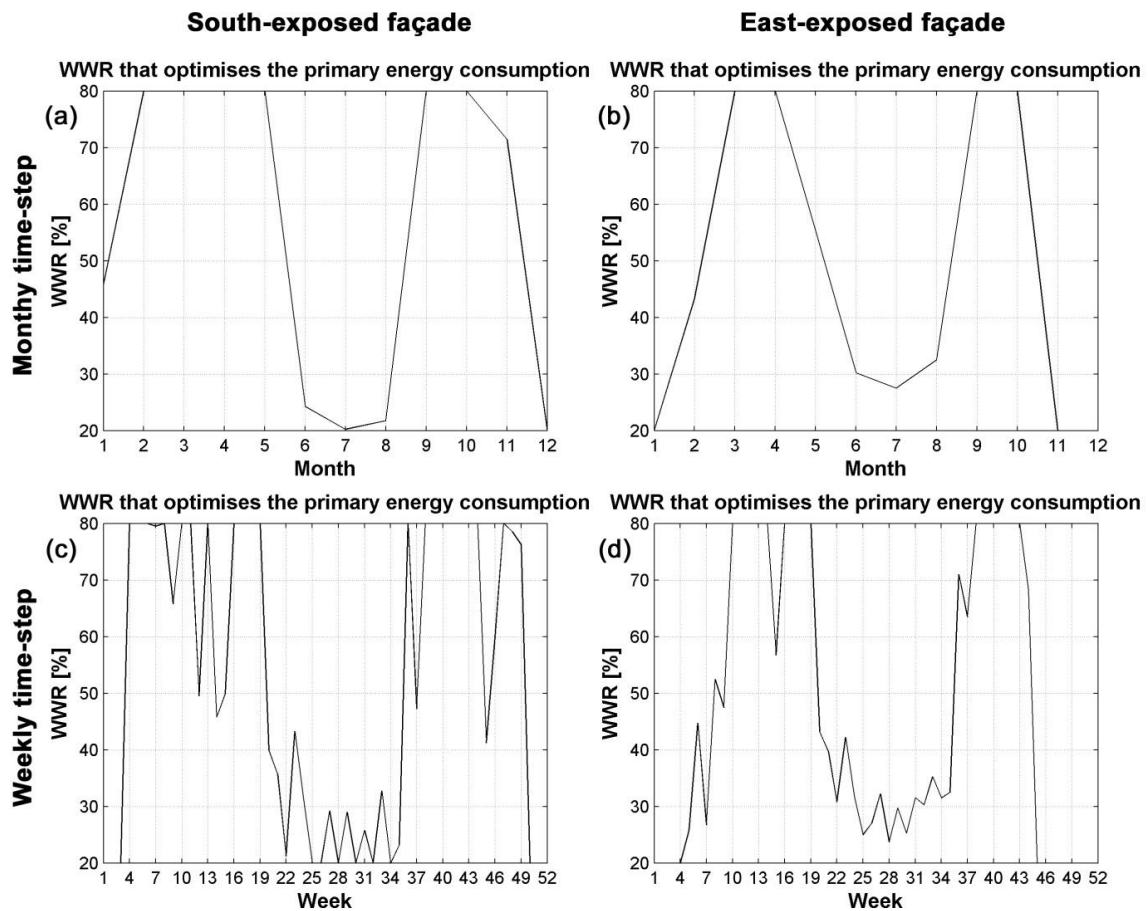 South-exposed façade
East-exposed façade
Monthy time-step
WWR that optimises the primary energy consumption
(a)
80
70
60
50
40
30
20
WWR [%]
1 2 3 4 5 6 7 8 9 10 11 12
Month
WWR that optimises the primary energy consumption
(b)
80
70
60
50
40
30
20
WWR [%]
1 2 3 4 5 6 7 8 9 10 11 12
Month
Weekly time-step
WWR that optimises the primary energy consumption
(c)
80
70
60
50
40
30
20
WWR [%]
1 4 7 10 13 16 19 22 25 28 31 34 37 40 43 46 49 52
Week
WWR that optimises the primary energy consumption
(d)
80
70
60
50
40
30
20
WWR [%]
1 4 7 10 13 16 19 22 25 28 31 34 37 40 43 46 49 52
Week